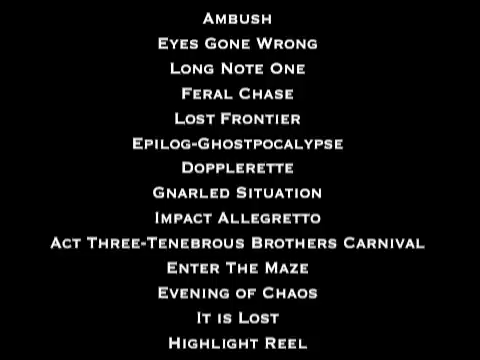 Ambush
Eyes Gone Wrong
Long Note One
Feral Chase
Lost Frontier
Epilog-Ghostpocalypse
Dopplerette
Gnarled Situation
Impact Allegretto
Act Three-Tenebrous Brothers Carnival
Enter The Maze
Evening of Chaos
It is Lost
Highlight Reel